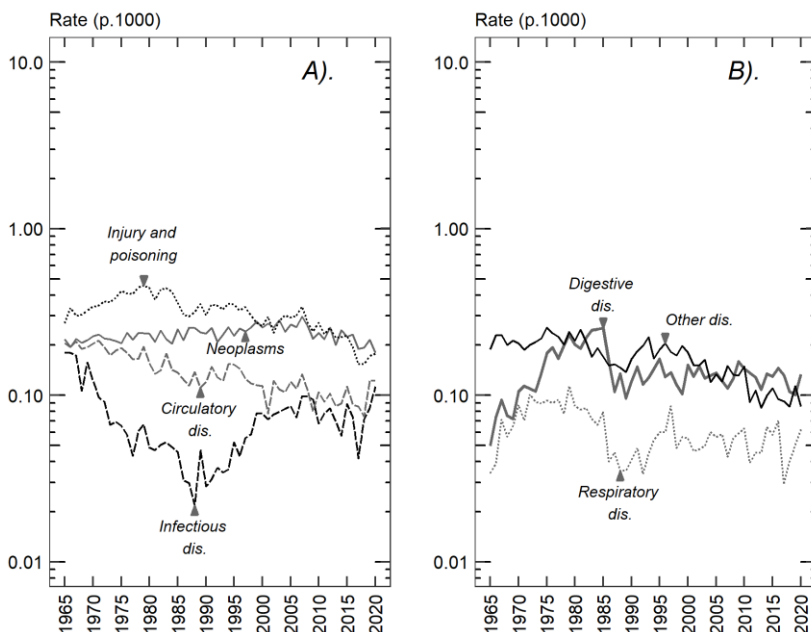 Rate (p.1000)
A).
10.0
1.00
0.10
0.01
Injury and
poisoning
Neoplasms
Circulatory
dis.
Infectious
dis.
1965
1970
1975
1980
1985
1990
1995
2000
2005
2010
2015
2020
Rate (p.1000)
B).
10.0
1.00
0.10
0.01
Digestive
dis.
Other dis.
Respiratory
dis.
1965
1970
1975
1980
1985
1990
1995
2000
2005
2010
2015
2020